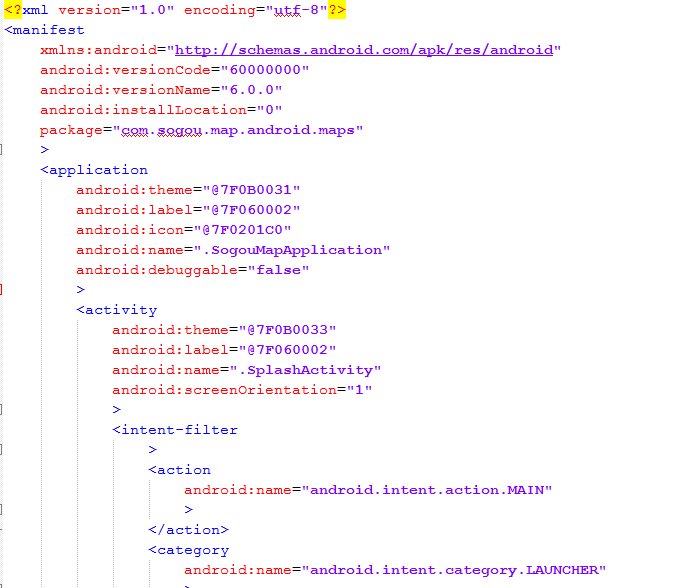 <?xml version="1.0" encoding="utf-8"?>
<manifest
xmlns:android="http://schemas.android.com/apk/res/android"
android:versionCode="60000000"
android:versionName="6.0.0"
android:installLocation="0"
package="com.sogou.map.android.maps"
>
<application
android:theme="@7F0B0031"
android:label="@7F060002"
android:icon="@7F0201C0"
android:name=".SogouMapApplication"
android:debuggable="false"
>
<activity
android:theme="@7F0B0033"
android:label="@7F060002"
android:name=".SplashActivity"
android:screenOrientation="1"
>
<intent-filter
>
<action
android:name="android.intent.action.MAIN"
>
</action>
<category
android:name="android.intent.category.LAUNCHER"
>